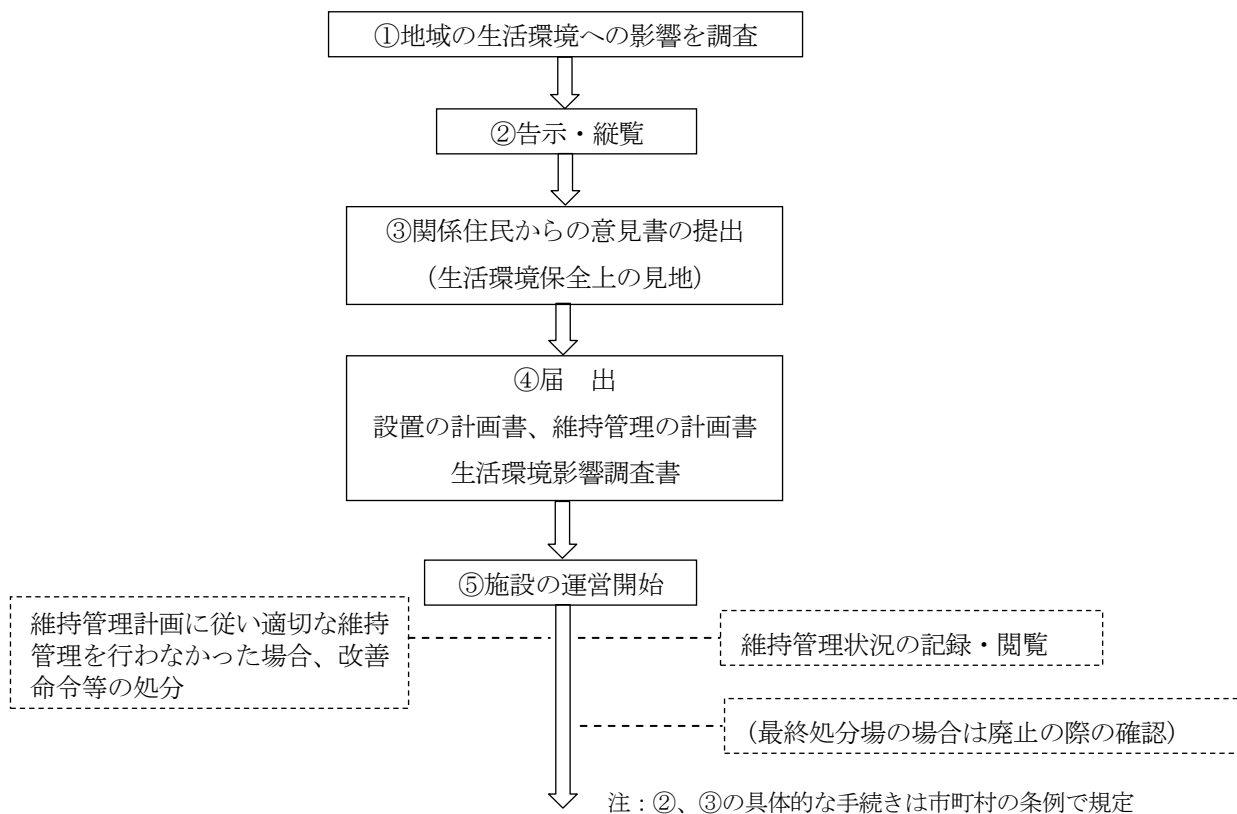 ①地域の生活環境への影響を調査
②告示・縦覧
③関係住民からの意見書の提出
（生活環境保全上の見地）
④届　出
設置の計画書、維持管理の計画書
生活環境影響調査書
⑤施設の運営開始
維持管理計画に従い適切な維持
管理を行わなかった場合、改善
命令等の処分
維持管理状況の記録・閲覧
（最終処分場の場合は廃止の際の確認）
注：②、③の具体的な手続きは市町村の条例で規定